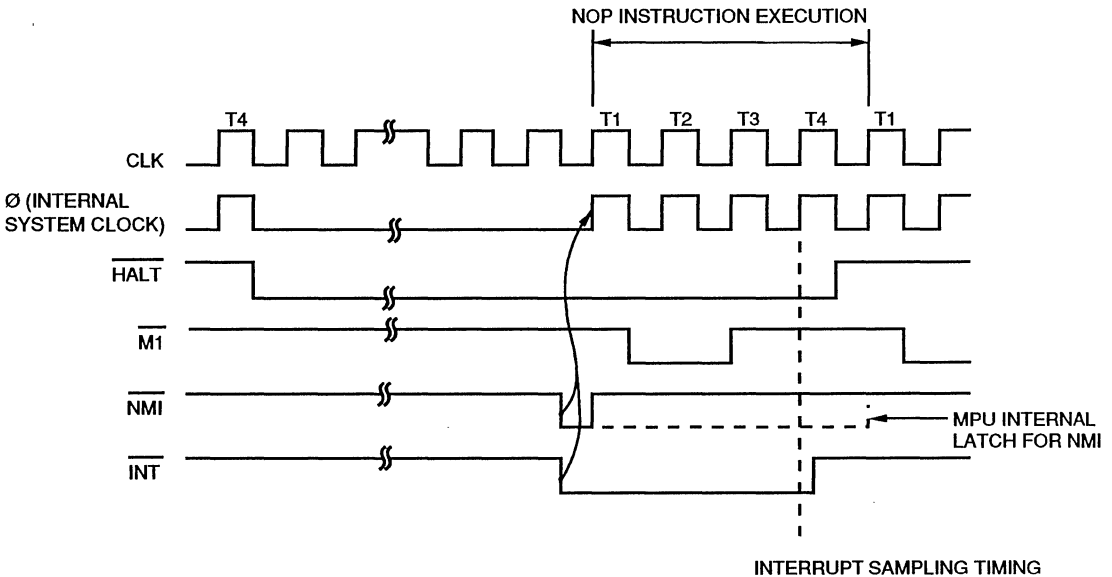 NOP INSTRUCTION EXECUTION
T4 T1 T2 T3 T4 T1
CLK
Ø (INTERNAL
SYSTEM CLOCK)
HALT
M1
NMI
MPU INTERNAL
LATCH FOR NMI
INT
INTERRUPT SAMPLING TIMING